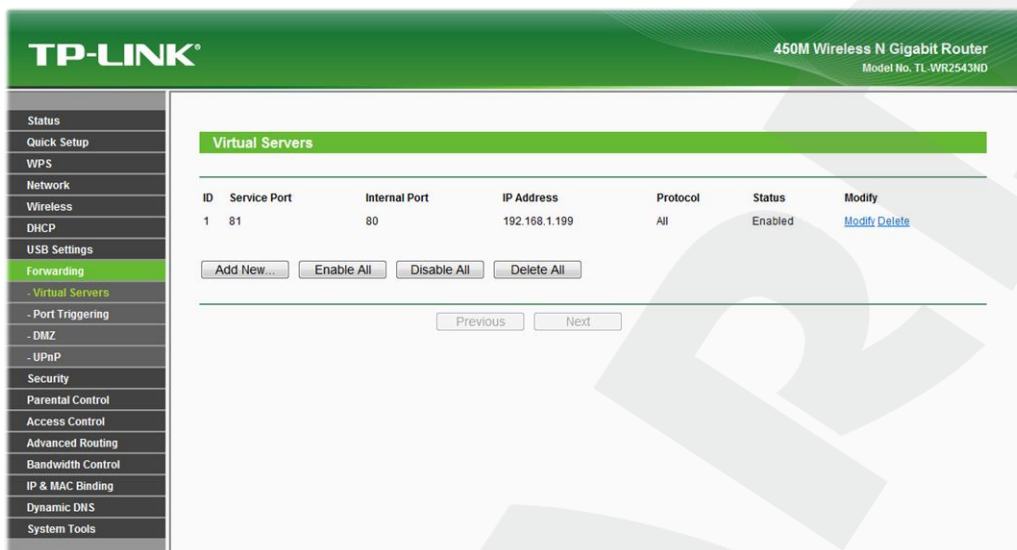 TP-LINK®
450M Wireless N Gigabit Router
Model No. TL-WR2543ND
Status
Quick Setup
WPS
Network
Wireless
DHCP
USB Settings
Forwarding
- Virtual Servers
- Port Triggering
- DMZ
- UPnP
Security
Parental Control
Access Control
Advanced Routing
Bandwidth Control
IP & MAC Binding
Dynamic DNS
System Tools
Virtual Servers
ID Service Port Internal Port IP Address Protocol Status Modify
1 81 80 192.168.1.199 All Enabled Modify Delete
Add New... Enable All Disable All Delete All
Previous Next